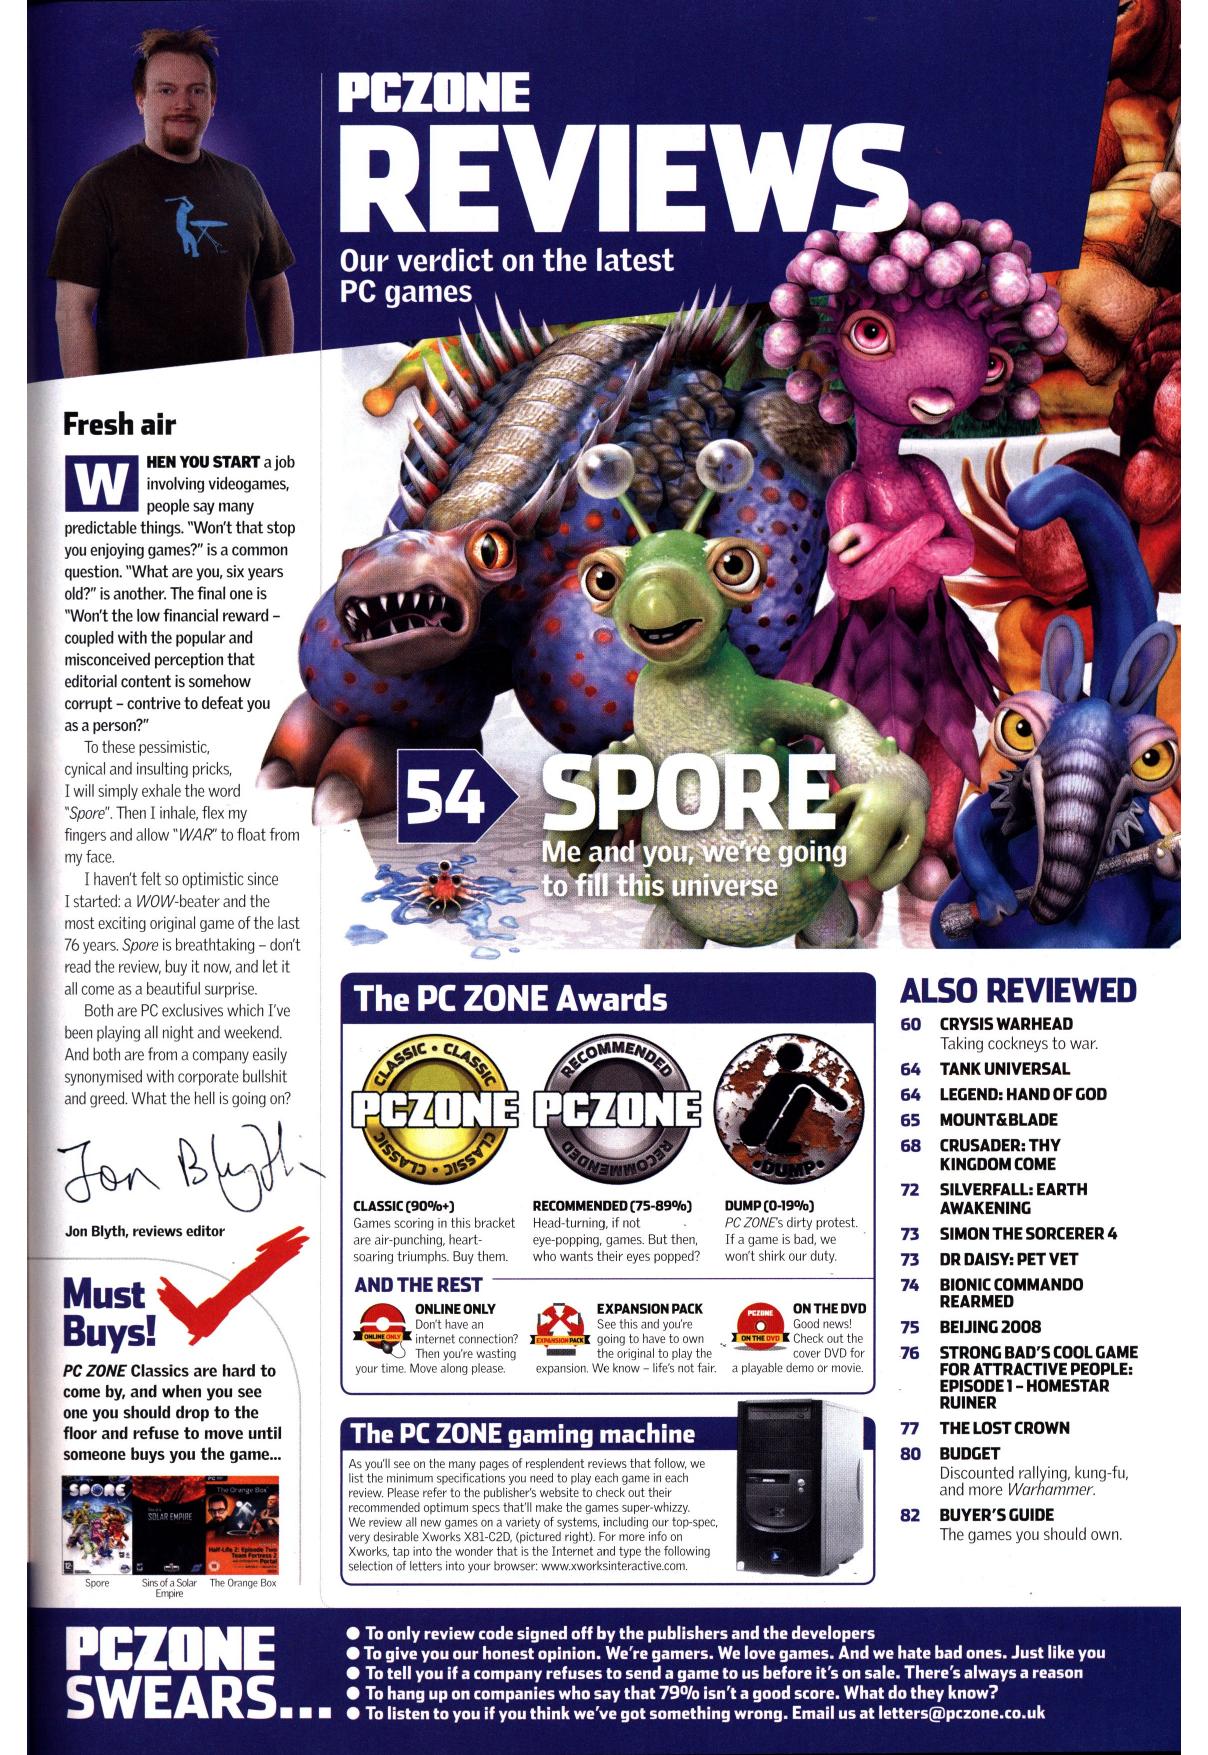 PCZONE
REVIEWS
Our verdict on the latest
PC games
Fresh air
WHEN YOU START a job
involving videogames,
people say many
predictable things. "Won't that stop
you enjoying games?" is a common
question. "What are you, six years
old?" is another. The final one is
"Won't the low financial reward –
coupled with the popular and
misconceived perception that
editorial content is somehow
corrupt – contrive to defeat you
as a person?"
To these pessimistic,
cynical and insulting pricks,
I will simply exhale the word
"Spore". Then I inhale, flex my
fingers and allow "WAR" to float from
my face.
I haven't felt so optimistic since
I started: a WOW-beater and the
most exciting original game of the last
76 years. Spore is breathtaking – don't
read the review, buy it now, and let it
all come as a beautiful surprise.
Both are PC exclusives which I've
been playing all night and weekend.
And both are from a company easily
synonymised with corporate bullshit
and greed. What the hell is going on?
Jon Blyth
Jon Blyth, reviews editor
Must
Buys!
PC ZONE Classics are hard to
come by, and when you see
one you should drop to the
floor and refuse to move until
someone buys you the game...
SPORE
SOLAR EMPIRE
The Orange Box
Half-Life 2: Episode Two
Team Fortress 2
Portal
Spore
Sins of a Solar
Empire
The Orange Box
54
SPORE
Me and you, we're going
to fill this universe
The PC ZONE Awards
CLASSIC • CLASSIC
PCZONE
CLASSIC • CLASSIC
RECOMMENDED
PCZONE
RECOMMENDED
•DUMP•
CLASSIC (90%+)
Games scoring in this bracket
are air-punching, heart-
soaring triumphs. Buy them.
RECOMMENDED (75-89%)
Head-turning, if not
eye-popping, games. But then,
who wants their eyes popped?
DUMP (0-19%)
PC ZONE's dirty protest.
If a game is bad, we
won't shirk our duty.
AND THE REST
ONLINE ONLY
ONLINE ONLY
Don't have an
internet connection?
Then you're wasting
your time. Move along please.
EXPANSION PACK
EXPANSION PACK
See this and you're
going to have to own
the original to play the
expansion. We know – life's not fair.
PCZONE
ON THE DVD
ON THE DVD
Good news!
Check out the
cover DVD for
a playable demo or movie.
The PC ZONE gaming machine
As you'll see on the many pages of resplendent reviews that follow, we
list the minimum specifications you need to play each game in each
review. Please refer to the publisher's website to check out their
recommended optimum specs that'll make the games super-whizzy.
We review all new games on a variety of systems, including our top-spec,
very desirable Xworks X81-C2D, (pictured right). For more info on
Xworks, tap into the wonder that is the Internet and type the following
selection of letters into your browser: www.xworksinteractive.com.
ALSO REVIEWED
60 CRYSIS WARHEAD
Taking cockneys to war.
64 TANK UNIVERSAL
64 LEGEND: HAND OF GOD
65 MOUNT&BLADE
68 CRUSADER: THY
KINGDOM COME
72 SILVERFALL: EARTH
AWAKENING
73 SIMON THE SORCERER 4
73 DR DAISY: PET VET
74 BIONIC COMMANDO
REARMED
75 BEIJING 2008
76 STRONG BAD'S COOL GAME
FOR ATTRACTIVE PEOPLE:
EPISODE 1 – HOMESTAR
RUINER
77 THE LOST CROWN
80 BUDGET
Discounted rallying, kung-fu,
and more Warhammer.
82 BUYER'S GUIDE
The games you should own.
PCZONE
SWEARS...
● To only review code signed off by the publishers and the developers
● To give you our honest opinion. We're gamers. We love games. And we hate bad ones. Just like you
● To tell you if a company refuses to send a game to us before it's on sale. There's always a reason
● To hang up on companies who say that 79% isn't a good score. What do they know?
● To listen to you if you think we've got something wrong. Email us at letters@pczone.co.uk